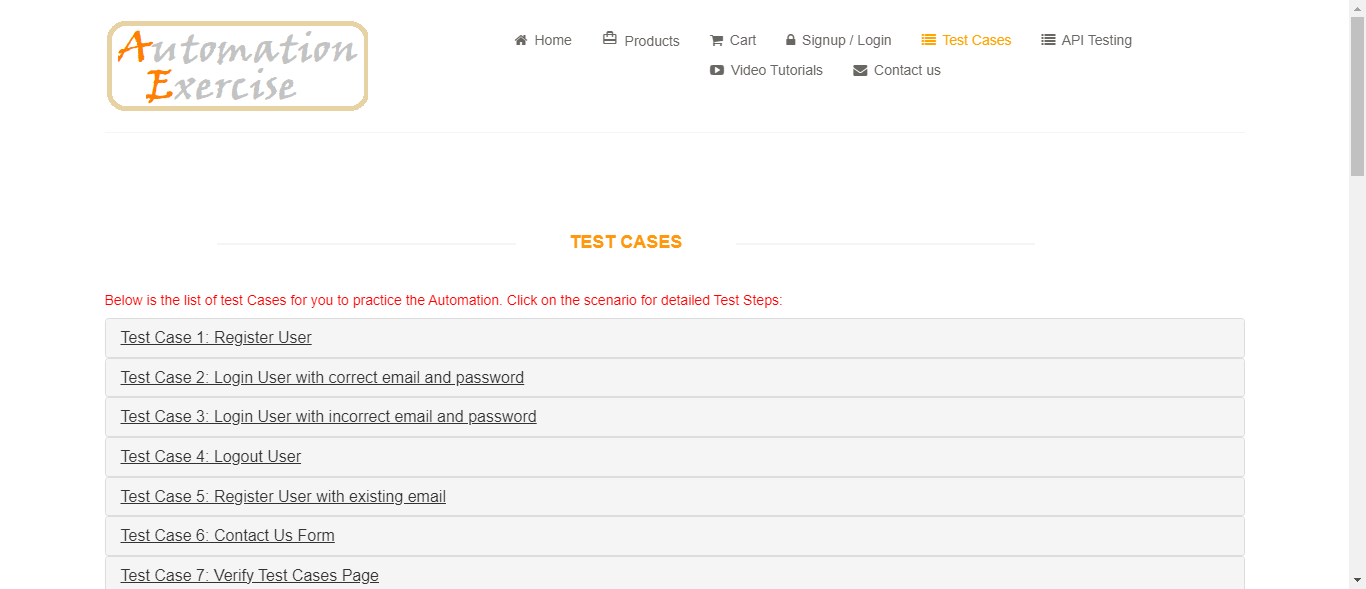 Automation
Exercise
Home Products Cart Signup / Login Test Cases API Testing
Video Tutorials Contact us
TEST CASES
Below is the list of test Cases for you to practice the Automation. Click on the scenario for detailed Test Steps:
Test Case 1: Register User
Test Case 2: Login User with correct email and password
Test Case 3: Login User with incorrect email and password
Test Case 4: Logout User
Test Case 5: Register User with existing email
Test Case 6: Contact Us Form
Test Case 7: Verify Test Cases Page